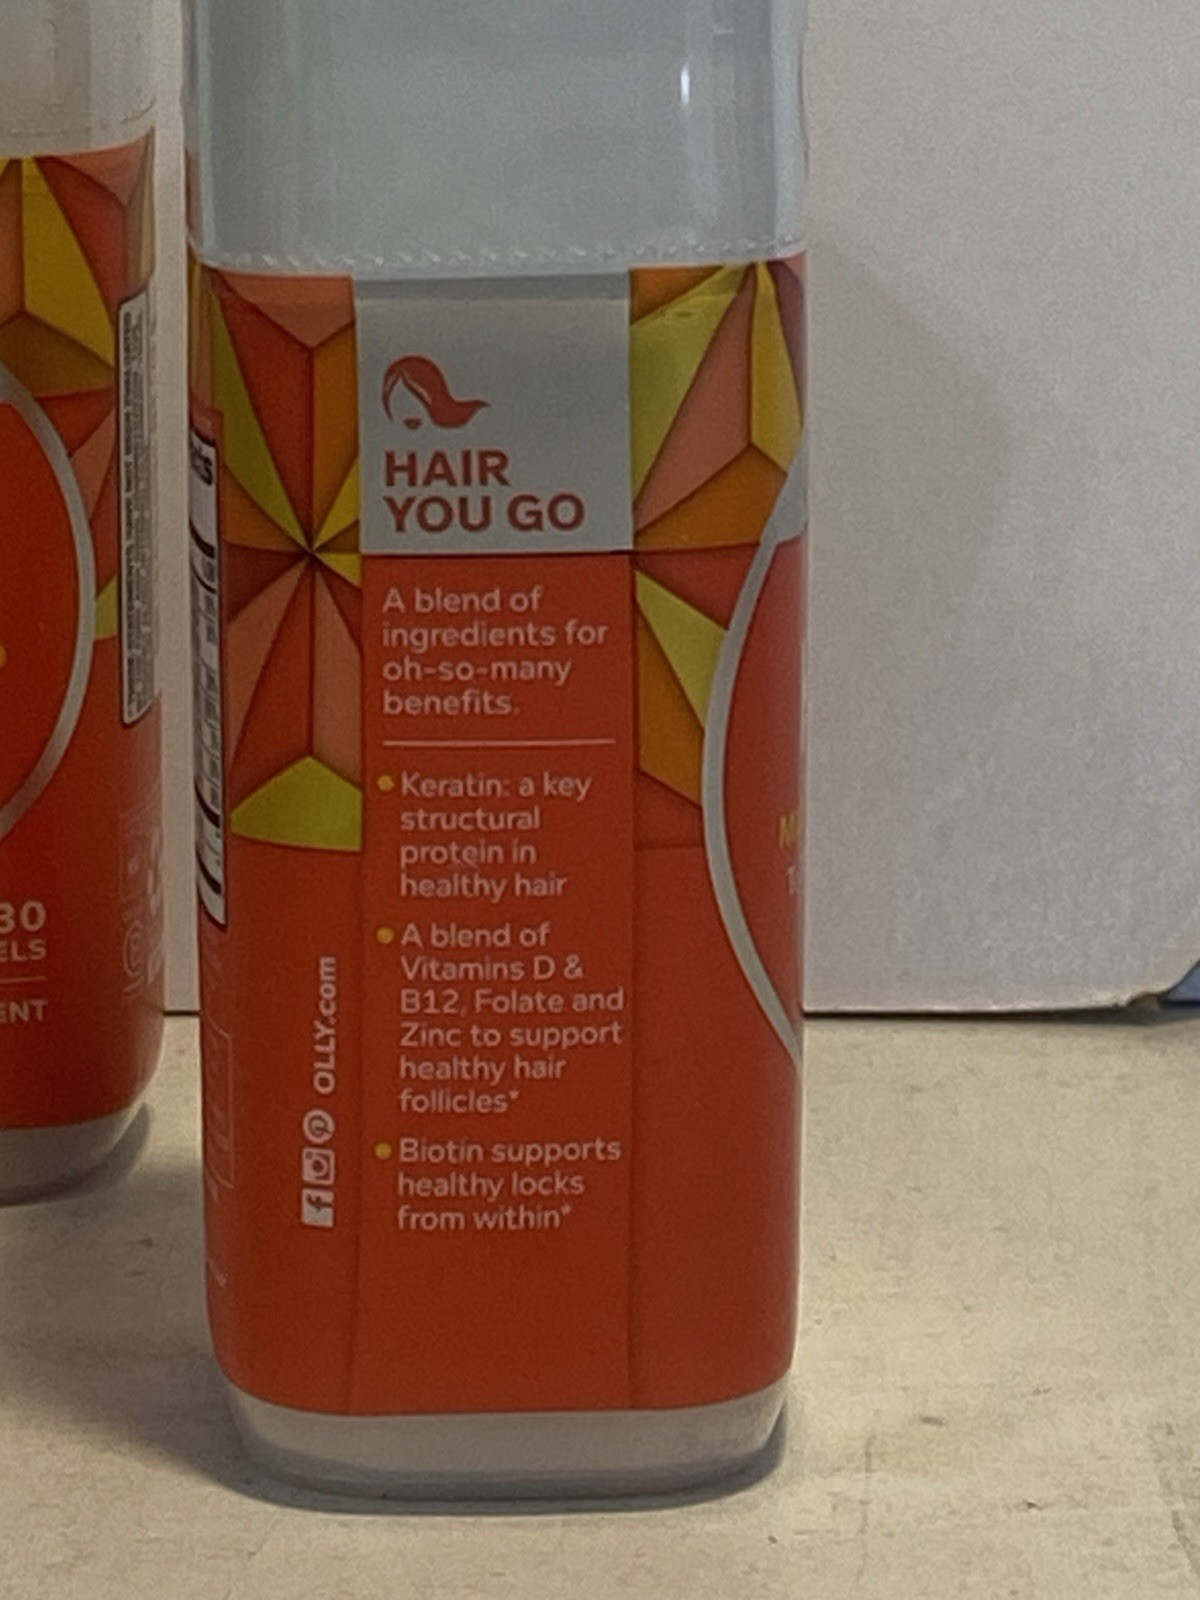 HAIR
YOU GO
A blend of
ingredients for
oh-so-many
benefits.
Keratin: a key
structural
protein in
healthy hair
A blend of
Vitamins D &
B12, Folate and
Zinc to support
healthy hair
follicles*
Biotin supports
healthy locks
from within*
OLLY.com
30
ELS
ENT